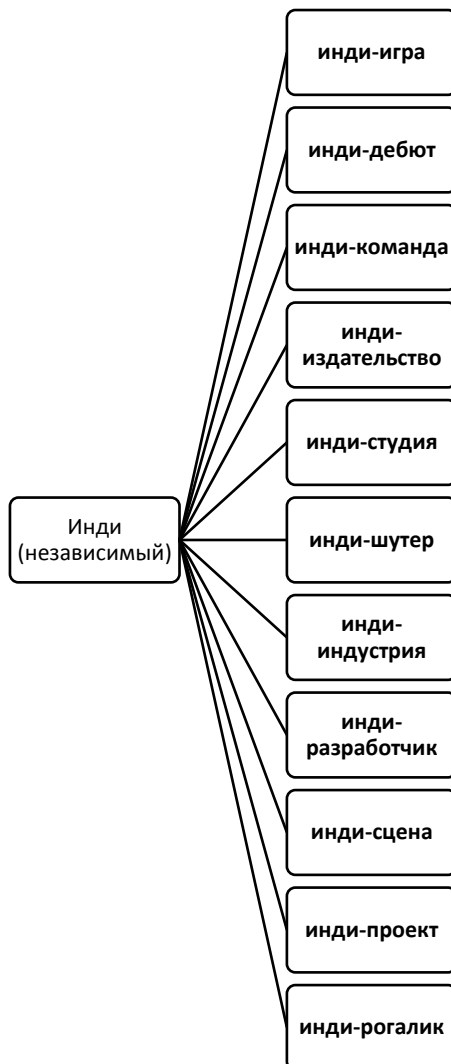 инди-игра
инди-дебют
инди-команда
инди-
издательство
инди-студия
Инди
(независимый)
инди-шутер
инди-
индустрия
инди-
разработчик
инди-сцена
инди-проект
инди-рогалик